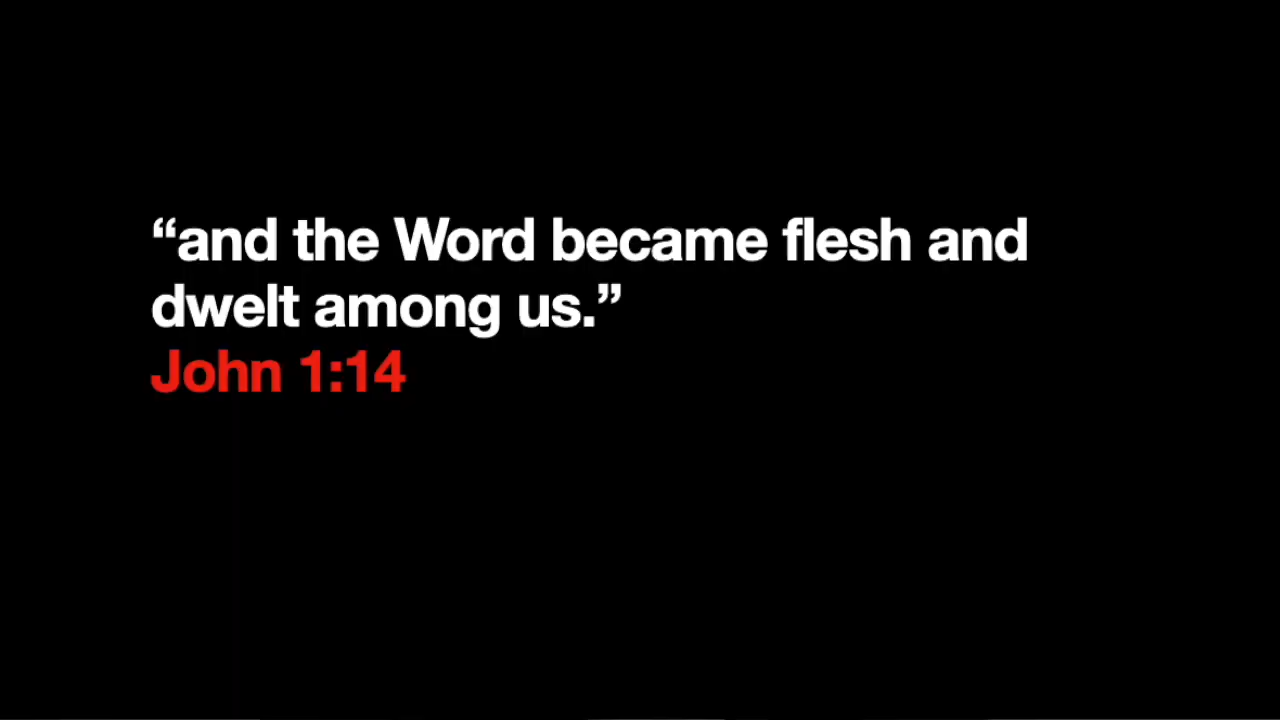 “and the Word became flesh and
dwelt among us.”
John 1:14